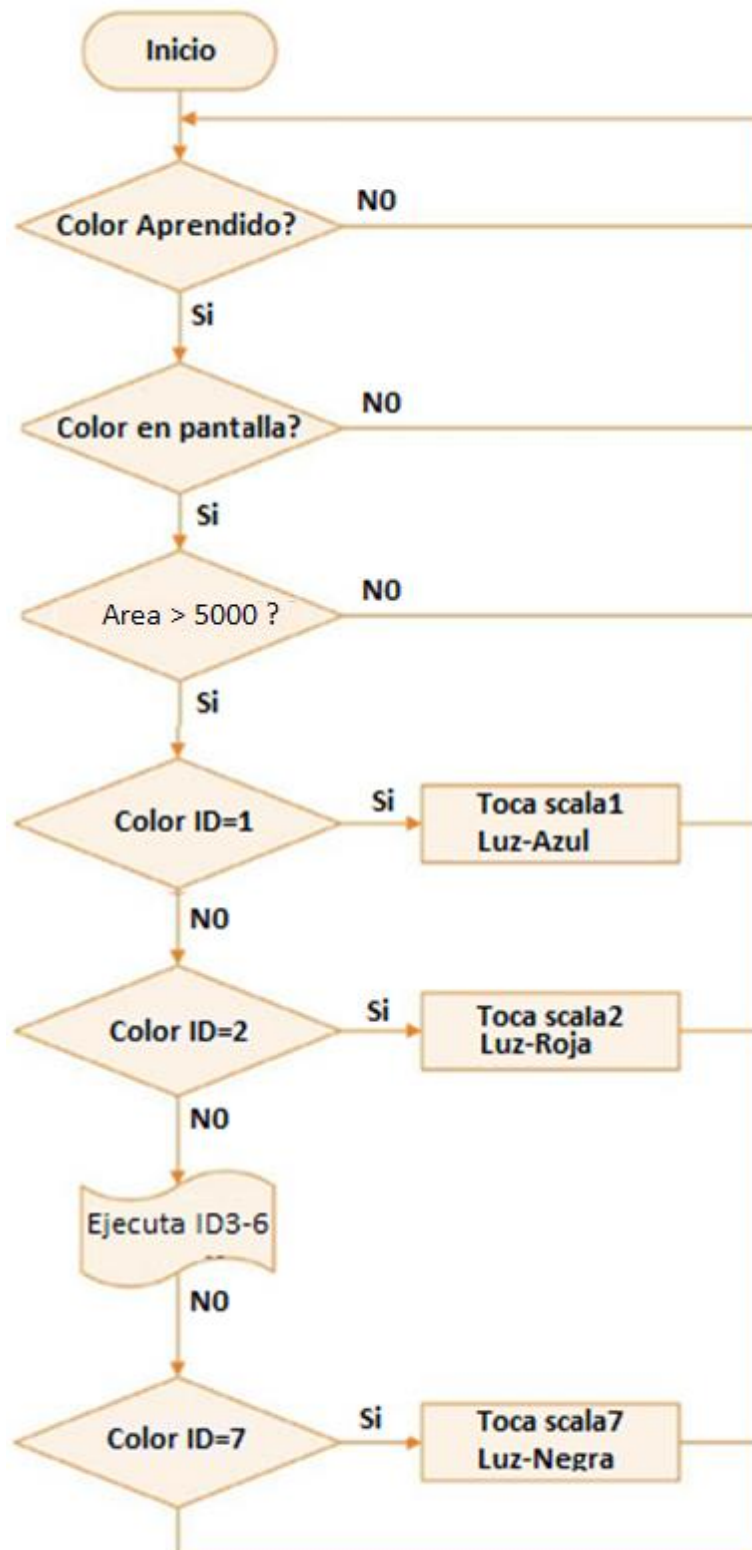 Inicio
Color Aprendido?
N0
Si
Color en pantalla?
N0
Si
Area > 5000 ?
N0
Si
Color ID=1
Si
Toca scala1
Luz-Azul
N0
Color ID=2
Si
Toca scala2
Luz-Roja
N0
Ejecuta ID3-6
N0
Color ID=7
Si
Toca scala7
Luz-Negra